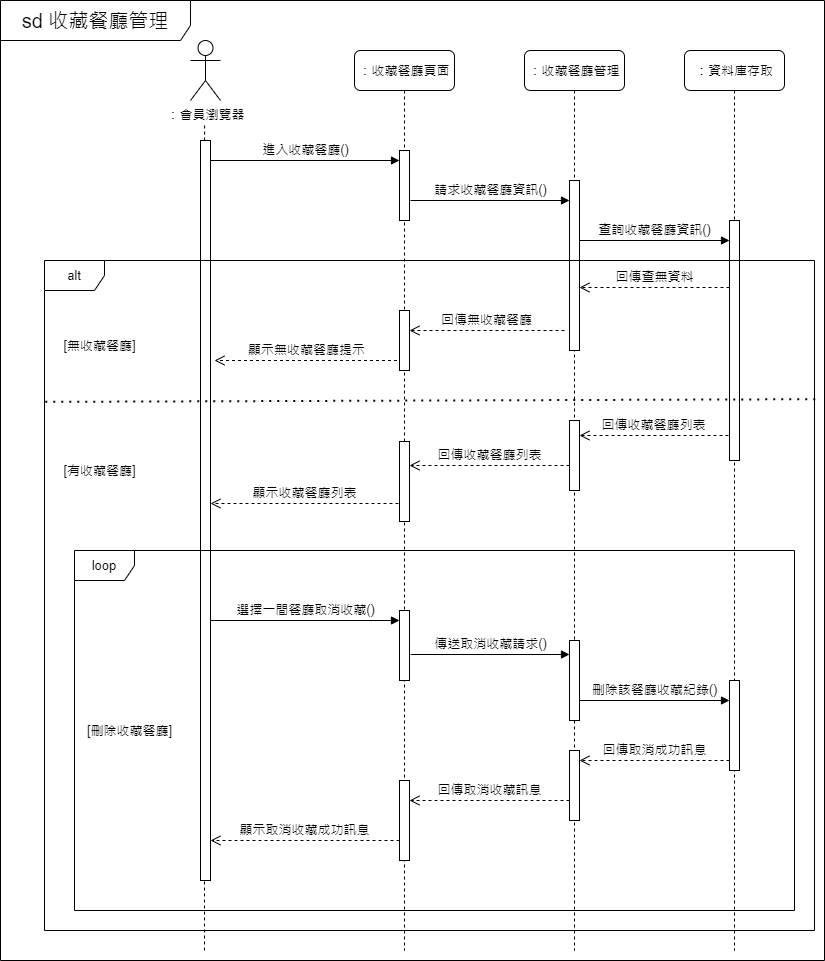 sd 收藏餐廳管理
：會員瀏覽器
：收藏餐廳頁面
：收藏餐廳管理
：資料庫存取
進入收藏餐廳()
請求收藏餐廳資訊()
查詢收藏餐廳資訊()
alt
回傳查無資料
回傳無收藏餐廳
[無收藏餐廳]
顯示無收藏餐廳提示
回傳收藏餐廳列表
回傳收藏餐廳列表
[有收藏餐廳]
顯示收藏餐廳列表
loop
選擇一間餐廳取消收藏()
傳送取消收藏請求()
刪除該餐廳收藏紀錄()
[刪除收藏餐廳]
回傳取消成功訊息
回傳取消收藏訊息
顯示取消收藏成功訊息